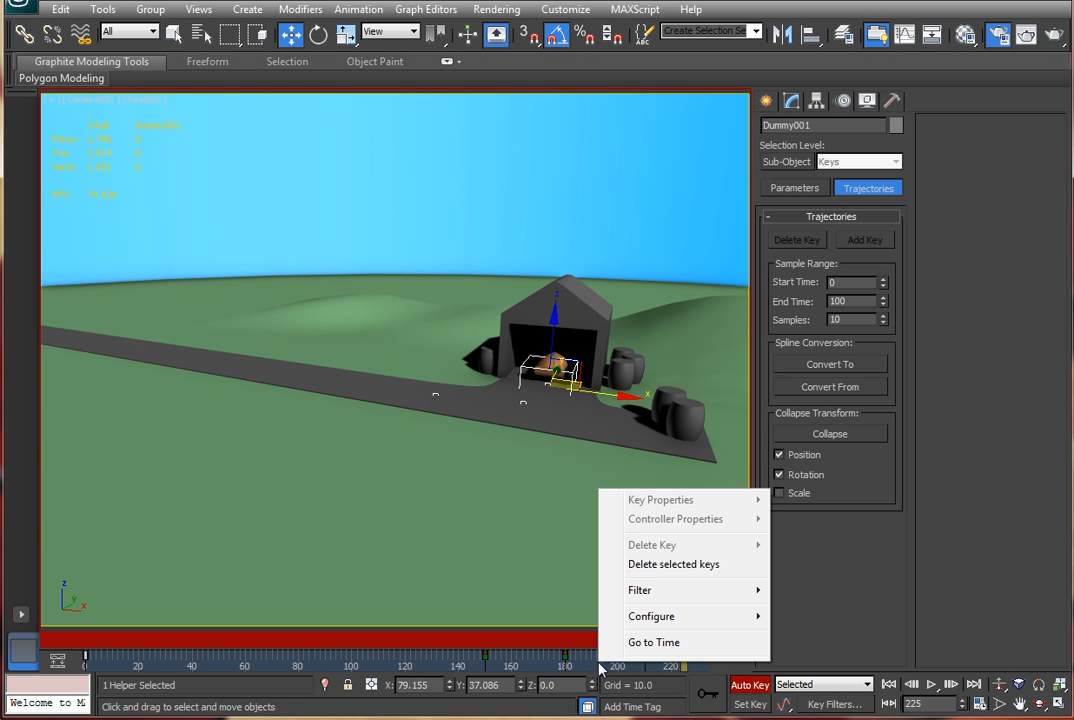 Edit Tools Group Views Create Modifiers Animation Graph Editors Rendering Customize MAXScript Help
All View Create Selection Se
Graphite Modeling Tools Freeform Selection Object Paint
Polygon Modeling
Total Dummy001
Dummy001
Selection Level:
Sub-Object Keys
Parameters Trajectories
- Trajectories
Delete Key Add Key
Sample Range:
Start Time: 0
End Time: 100
Samples: 10
Spline Conversion:
Convert To
Convert From
Collapse Transform:
Collapse
Position
Rotation
Scale
z
x
Key Properties
Controller Properties
Delete Key
Delete selected keys
Filter
Configure
Go to Time
z
y
x
20 40 60 80 100 120 140 160 180 200 220
1 Helper Selected X: 79.155 Y: 37.086 Z: 0.0 Grid = 10.0 Auto Key Selected
Welcome to M Click and drag to select and move objects Add Time Tag Set Key Key Filters... 225